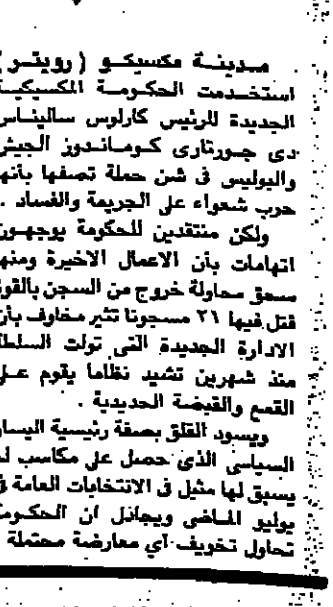 مدينة مكسيكو (رويتر)
استخدمت الحكومة المكسيكية
الجديدة للرئيس كارلوس ساليناس
دى جورتارى كوماندوز الجيش
والبوليس فى شن حملة تصفها بأنها
حرب شعواء على الجريمة والفساد .
ولكن منتقدين للحكومة يوجهون
اتهامات بأن الاعمال الاخيرة ومنها
سحق محاولة خروج من السجن بالقوة
قتل فيها ٢٦ مسجونا تثير مخاوف بأن
الادارة الجديدة التى تولت السلطة
منذ شهرين تشيد نظاما يقوم على
القمع والقبضة الحديدية .
ويسود القلق بصفة رئيسية اليسار
السياسى الذي حصل على مكاسب لم
يسبق لها مثيل فى الانتخابات العامة فى
يوليو الماضى ويجادل ان الحكومة
تحاول تخويف أي معارضة محتملة